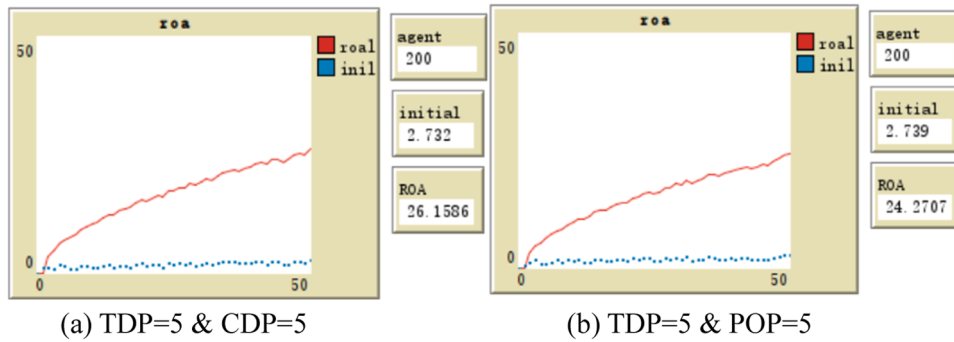 roa
50
0
0
50
roal
inil
agent
200
initial
2.732
ROA
26.1586
(a) TDP=5 & CDP=5
roa
50
0
0
50
roal
inil
agent
200
initial
2.739
ROA
24.2707
(b) TDP=5 & POP=5